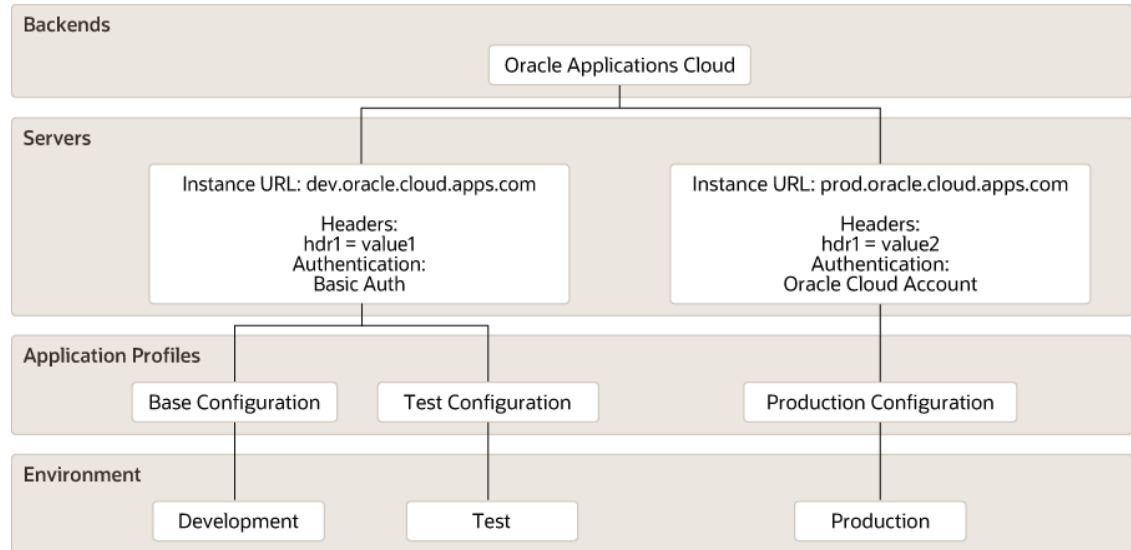 Backends
Oracle Applications Cloud
Servers
Instance URL: dev.oracle.cloud.apps.com
Headers:
hdr1 = value1
Authentication:
Basic Auth
Instance URL: prod.oracle.cloud.apps.com
Headers:
hdr1 = value2
Authentication:
Oracle Cloud Account
Application Profiles
Base Configuration
Test Configuration
Production Configuration
Environment
Development
Test
Production